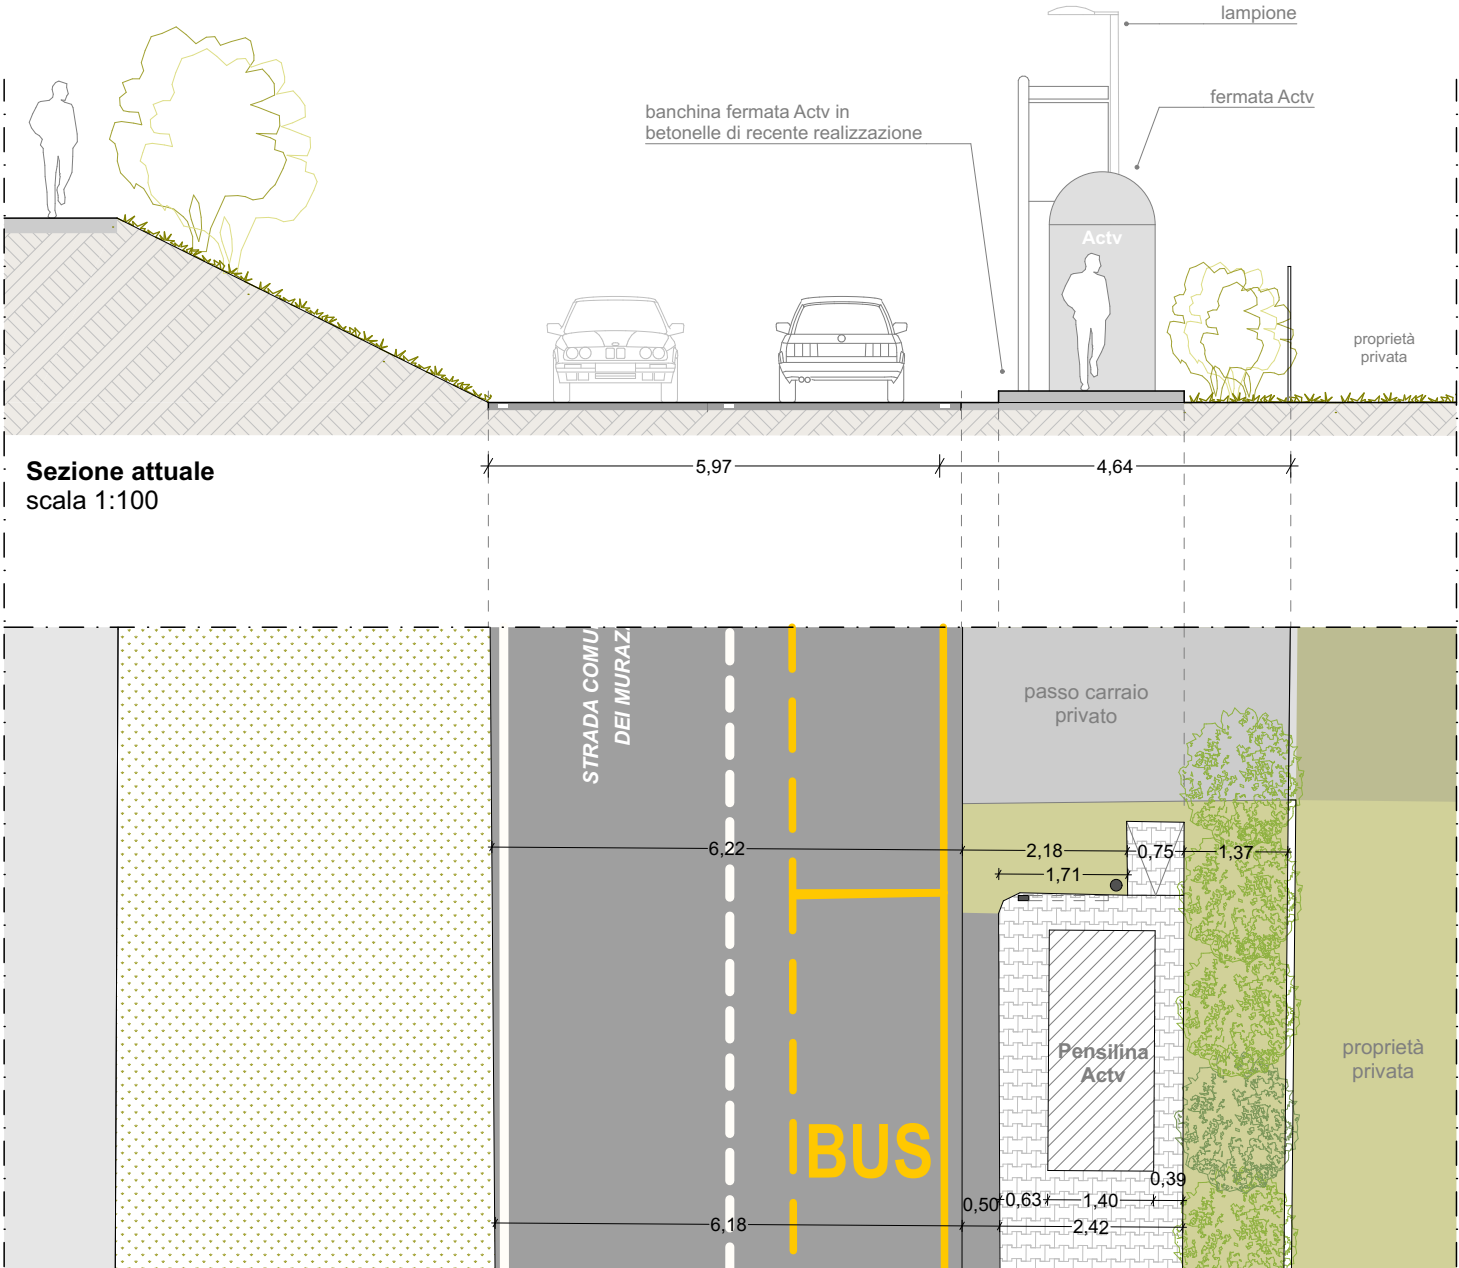 lampione
fermata Actv
banchina fermata Actv in
betonelle di recente realizzazione
Actv
proprietà
privata
Sezione attuale
scala 1:100
5,97
4,64
STRADA COMU
DEI MURAZ
passo carraio
privato
6,22
2,18
0,75
1,37
1,71
Pensilina
Actv
proprietà
privata
BUS
0,39
0,50
0,63
1,40
6,18
2,42